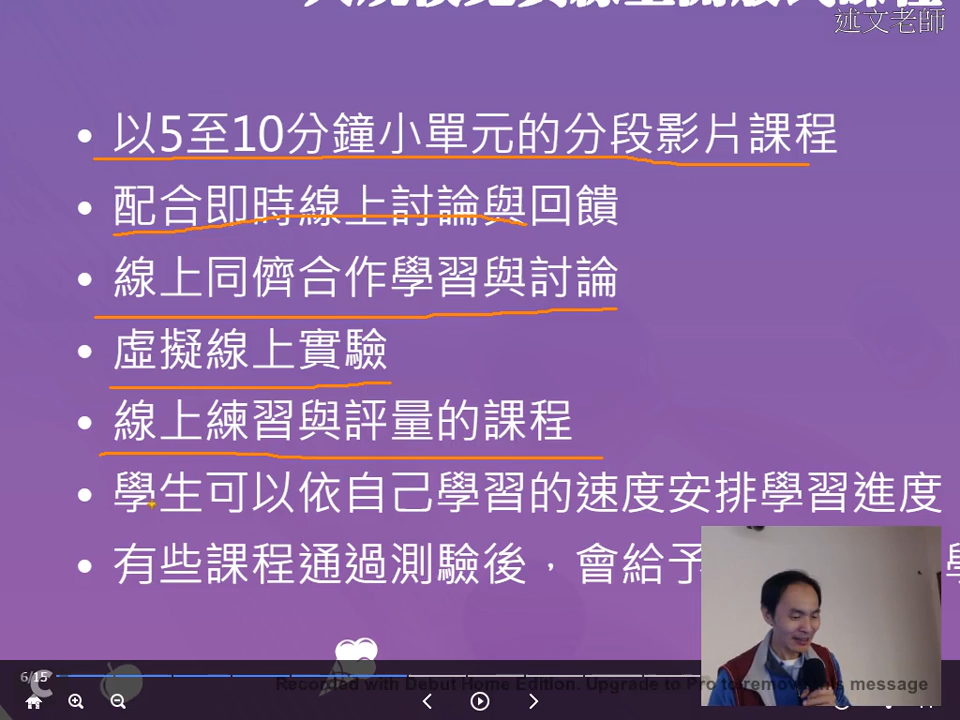 述文老師
以5至10分鐘小單元的分段影片課程
配合即時線上討論與回饋
線上同儕合作學習與討論
虛擬線上實驗
線上練習與評量的課程
學生可以依自己學習的速度安排學習進度
有些課程通過測驗後，會給予
6/15
Recorded with Debut Home Edition. Upgrade to Pro to remove this message